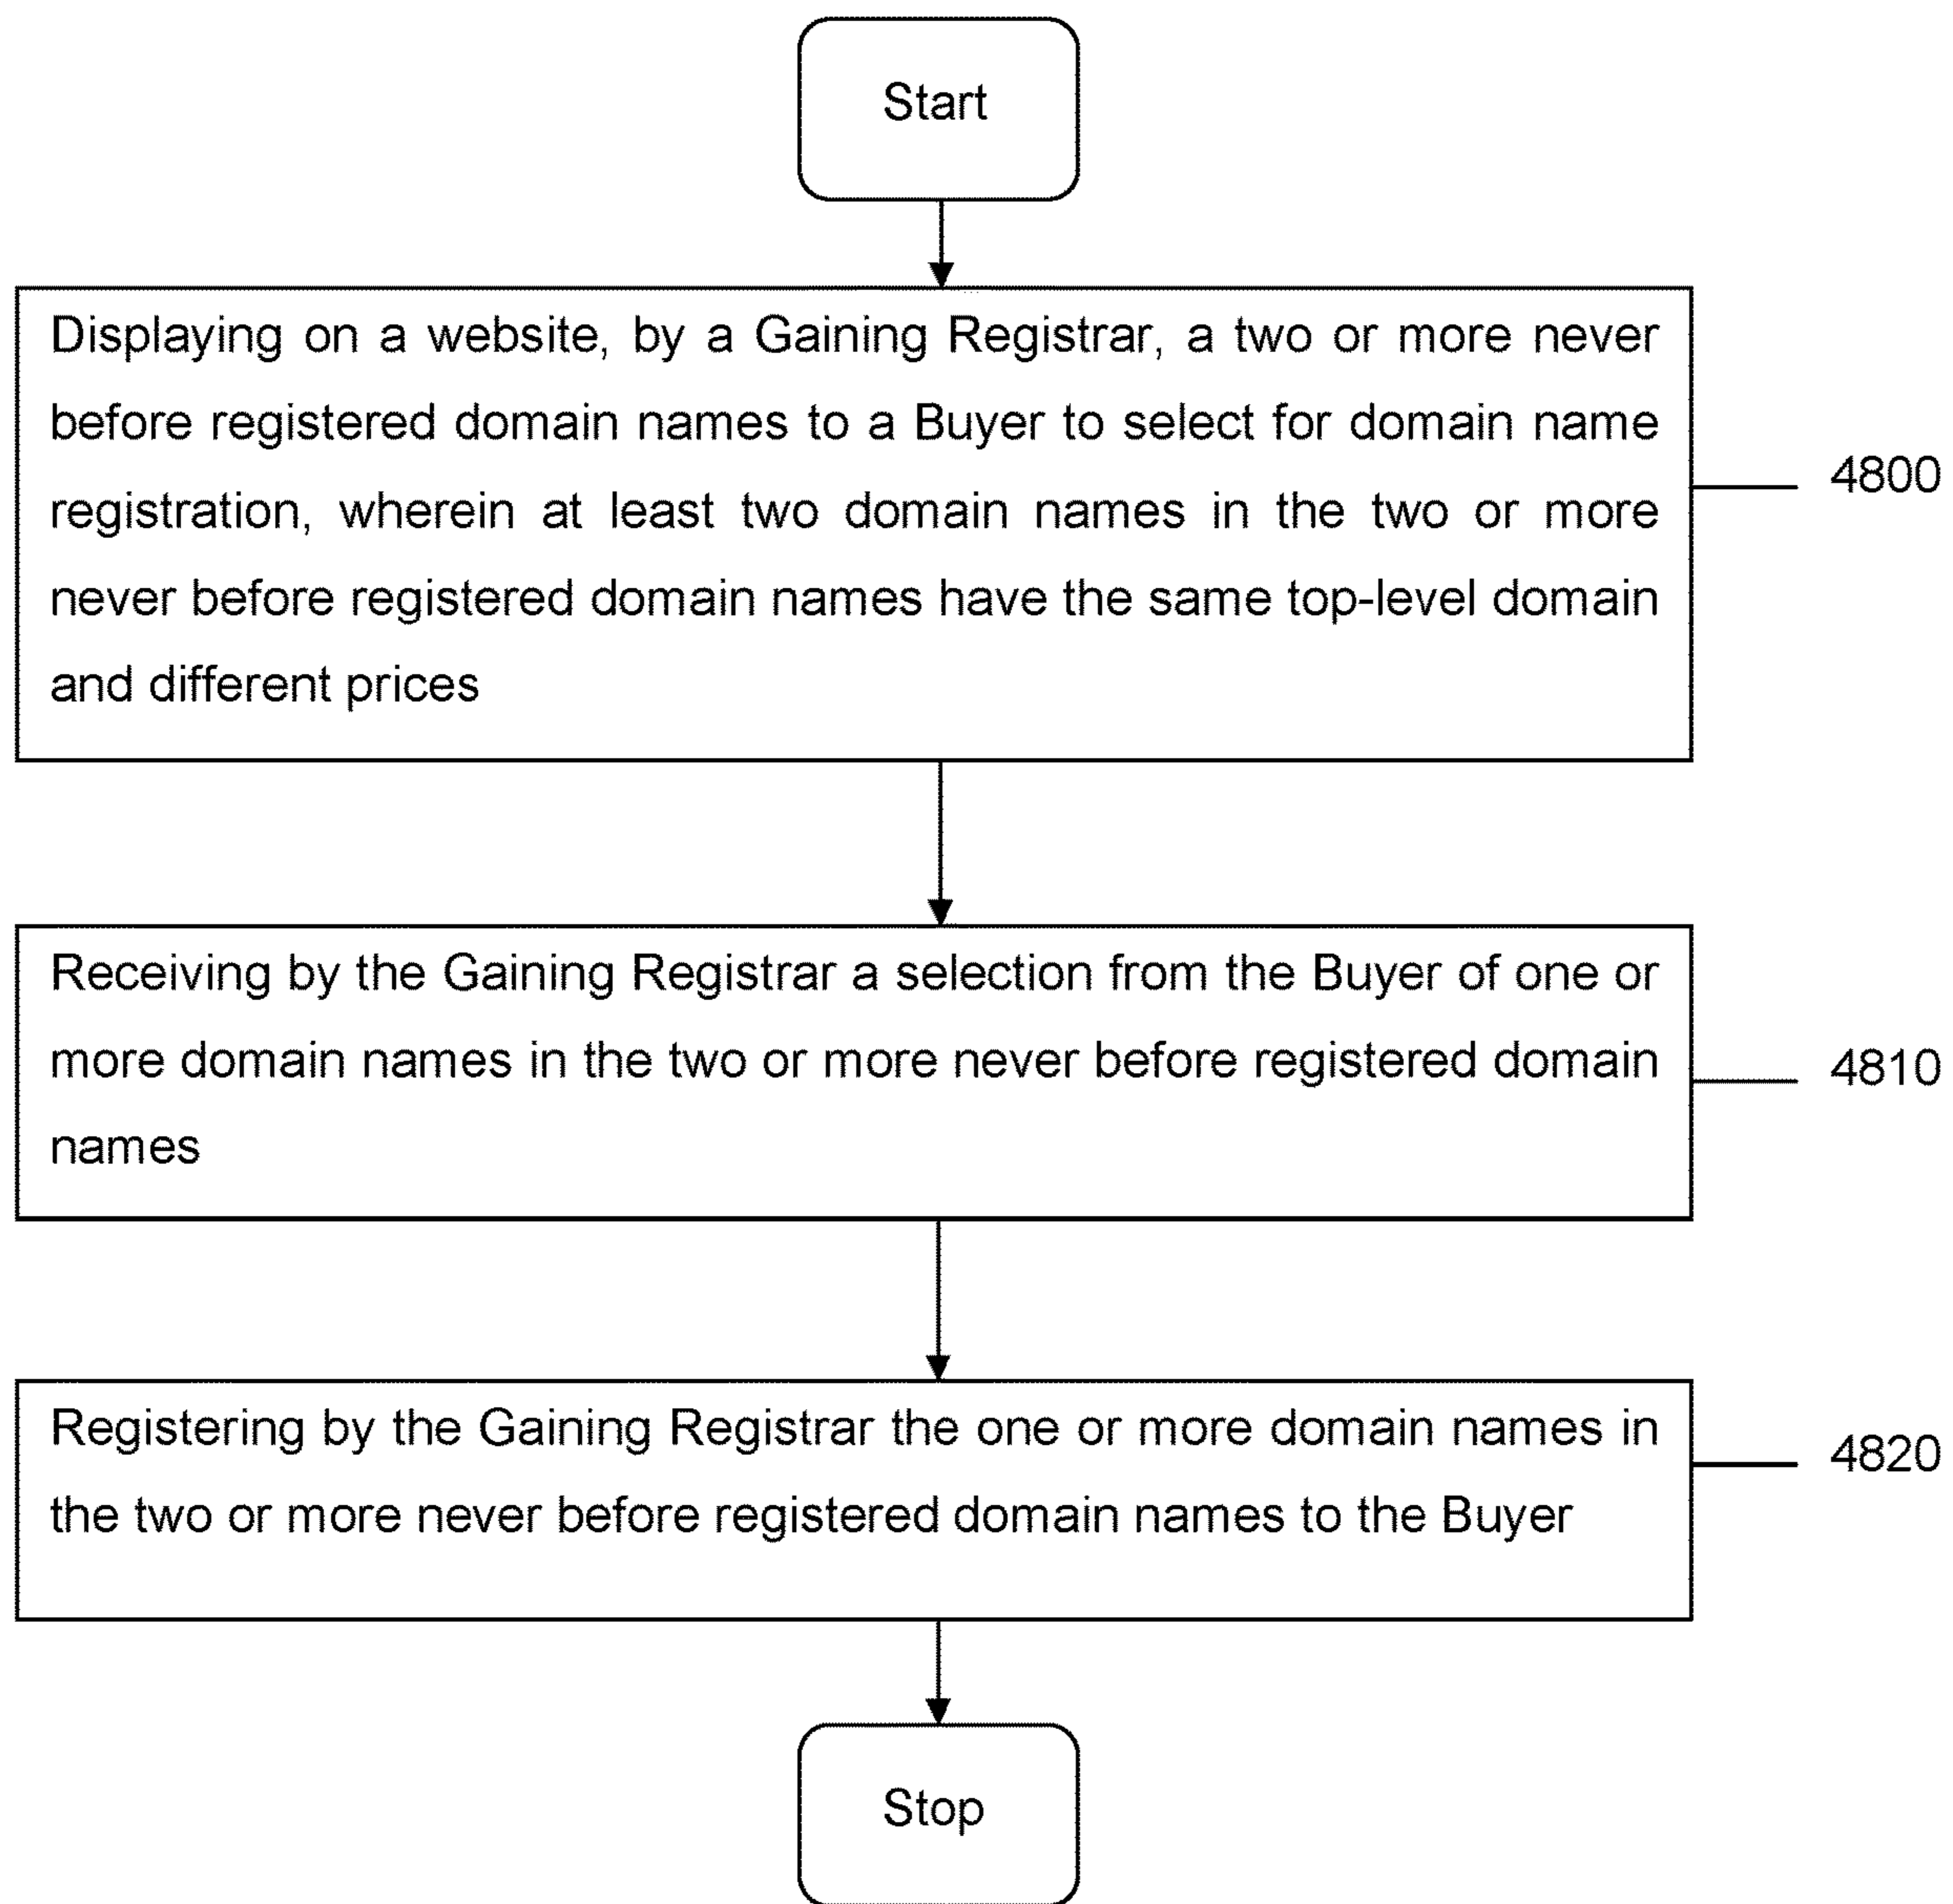 Start
Displaying on a website, by a Gaining Registrar, a two or more never
before registered domain names to a Buyer to select for domain name
registration, wherein at least two domain names in the two or more
never before registered domain names have the same top-level domain
and different prices
4800
Receiving by the Gaining Registrar a selection from the Buyer of one or
more domain names in the two or more never before registered domain
names
4810
Registering by the Gaining Registrar the one or more domain names in
the two or more never before registered domain names to the Buyer
4820
Stop